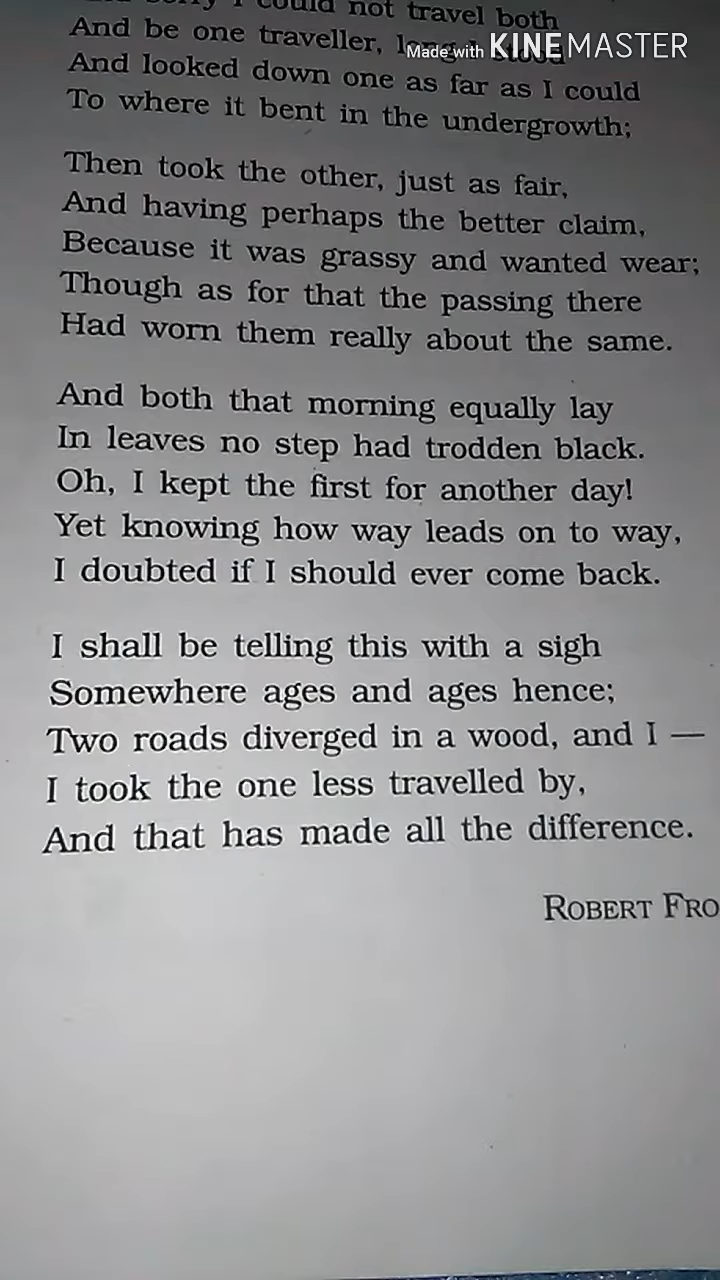 could not travel both
And be one traveller, long I stood
Made with KINEMASTER
And looked down one as far as I could
To where it bent in the undergrowth;
Then took the other, just as fair,
And having perhaps the better claim,
Because it was grassy and wanted wear;
Though as for that the passing there
Had worn them really about the same.
And both that morning equally lay
In leaves no step had trodden black.
Oh, I kept the first for another day!
Yet knowing how way leads on to way,
I doubted if I should ever come back.
I shall be telling this with a sigh
Somewhere ages and ages hence;
Two roads diverged in a wood, and I —
I took the one less travelled by,
And that has made all the difference.
ROBERT FRO